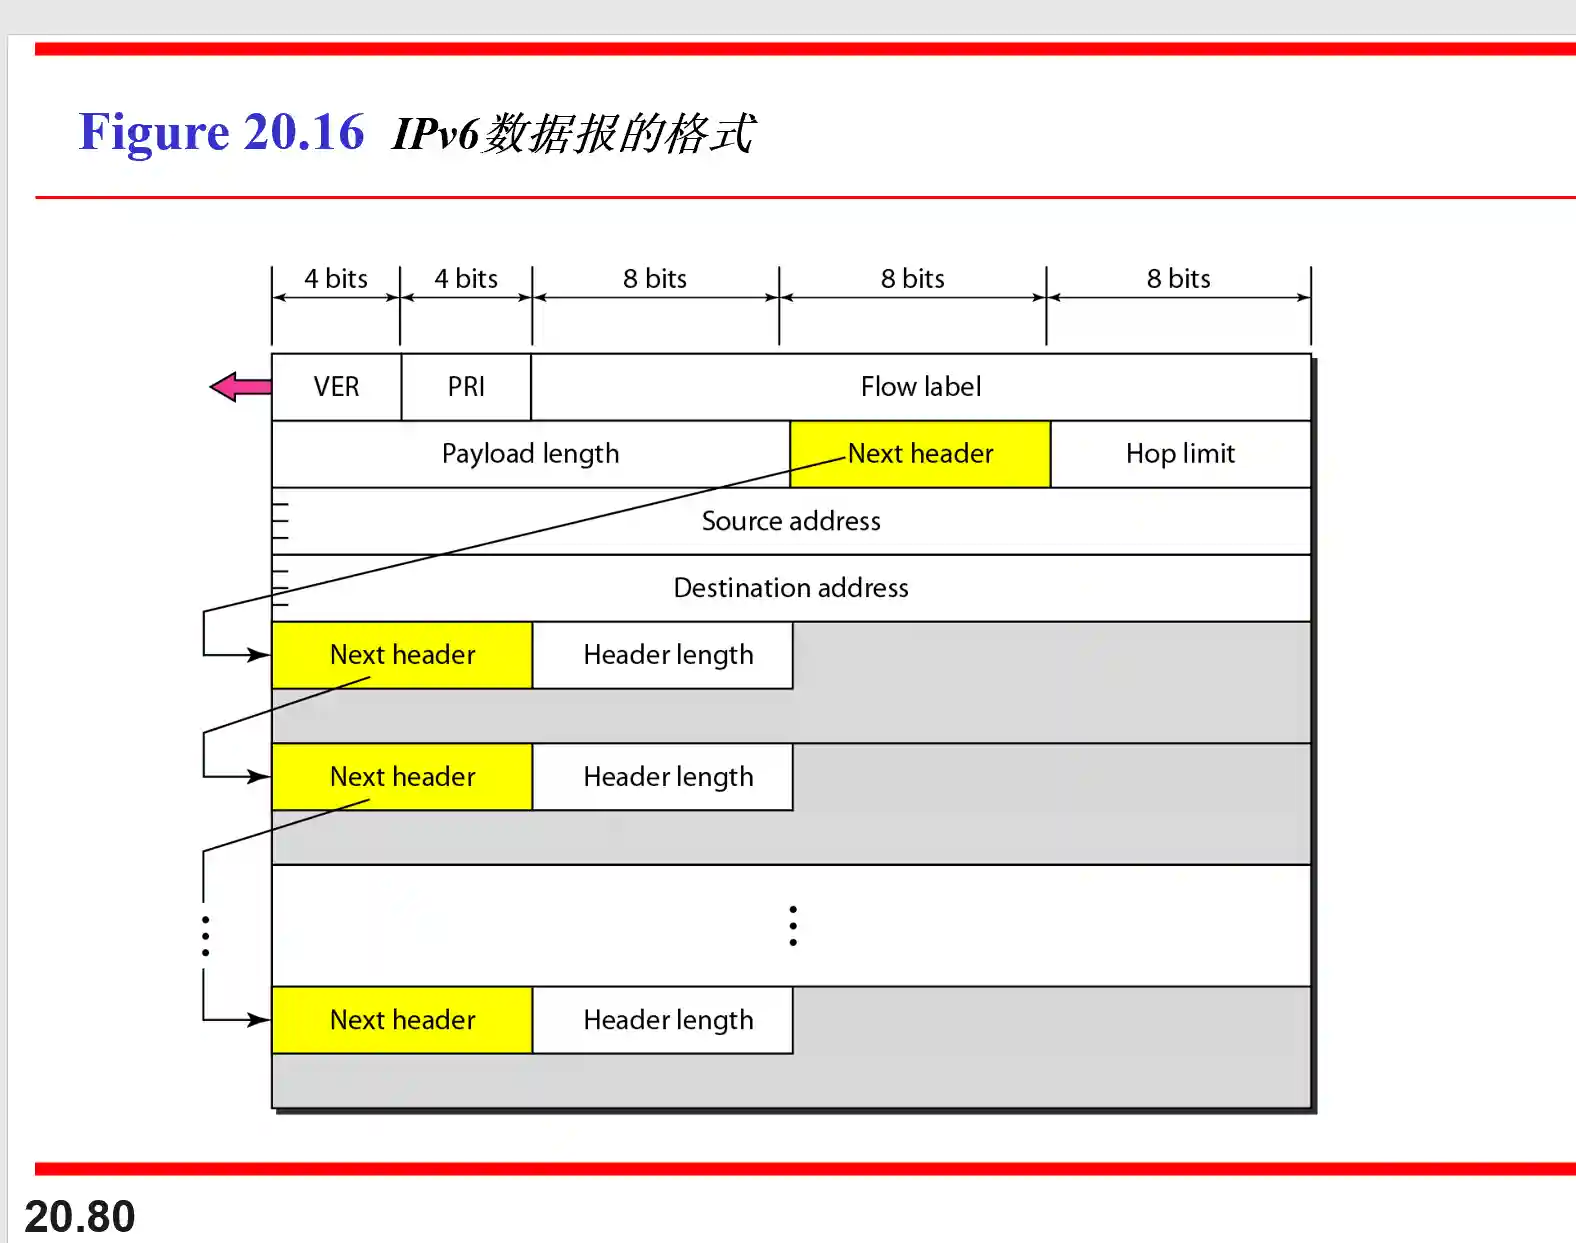 Figure 20.16 IPv6数据报的格式
4 bits 4 bits 8 bits 8 bits 8 bits
VER PRI Flow label
Payload length Next header Hop limit
Source address
Destination address
Next header Header length
Next header Header length
Next header Header length
20.80